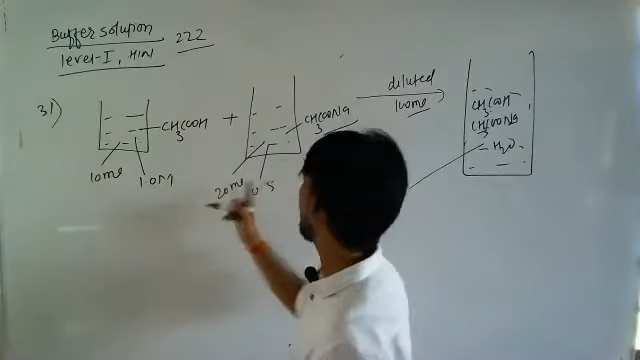 Buffer solution
level-I, H/N 222
31)
CH3COOH
+
CH3COONa
diluted
100ml
CH3COOH
CH3COONa
H2O
10ml
1.0M
20ml